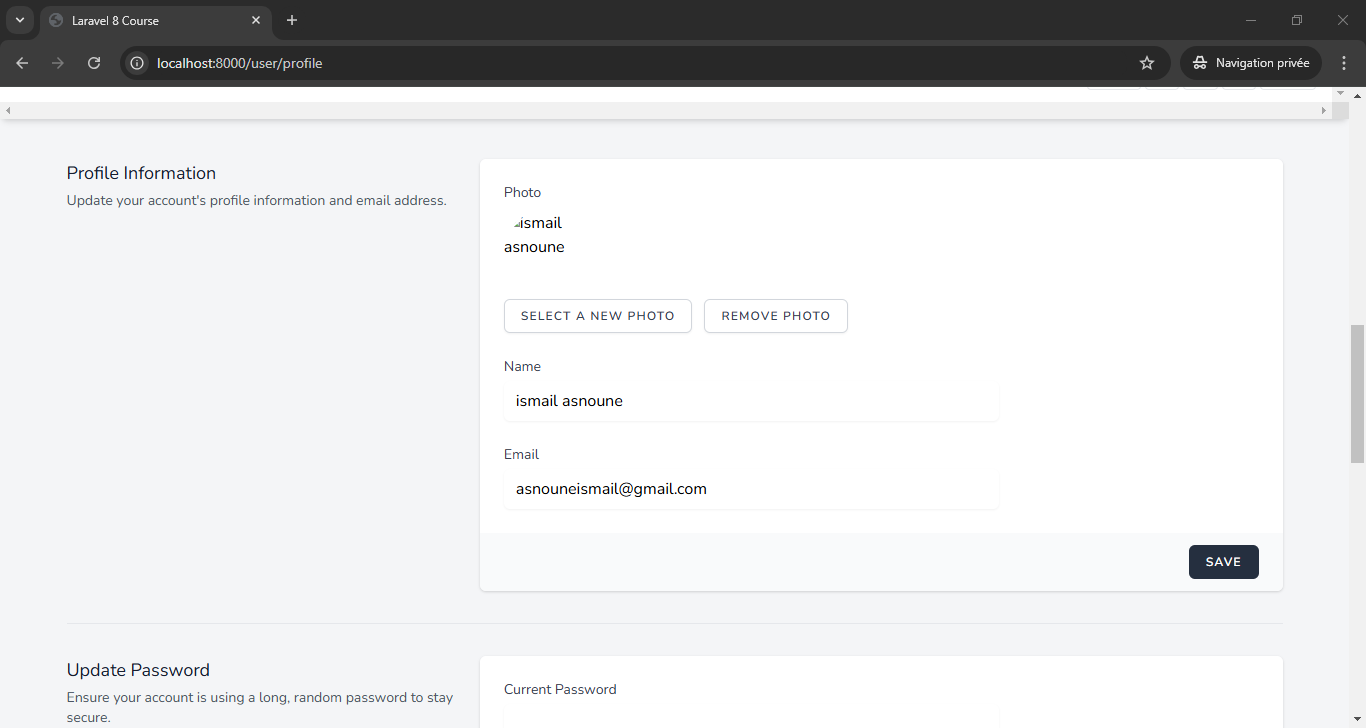 Laravel 8 Course
localhost:8000/user/profile
Navigation privée
Profile Information
Update your account's profile information and email address.
Photo
ismail
asnoune
SELECT A NEW PHOTO
REMOVE PHOTO
Name
ismail asnoune
Email
asnouneismail@gmail.com
SAVE
Update Password
Ensure your account is using a long, random password to stay
secure.
Current Password